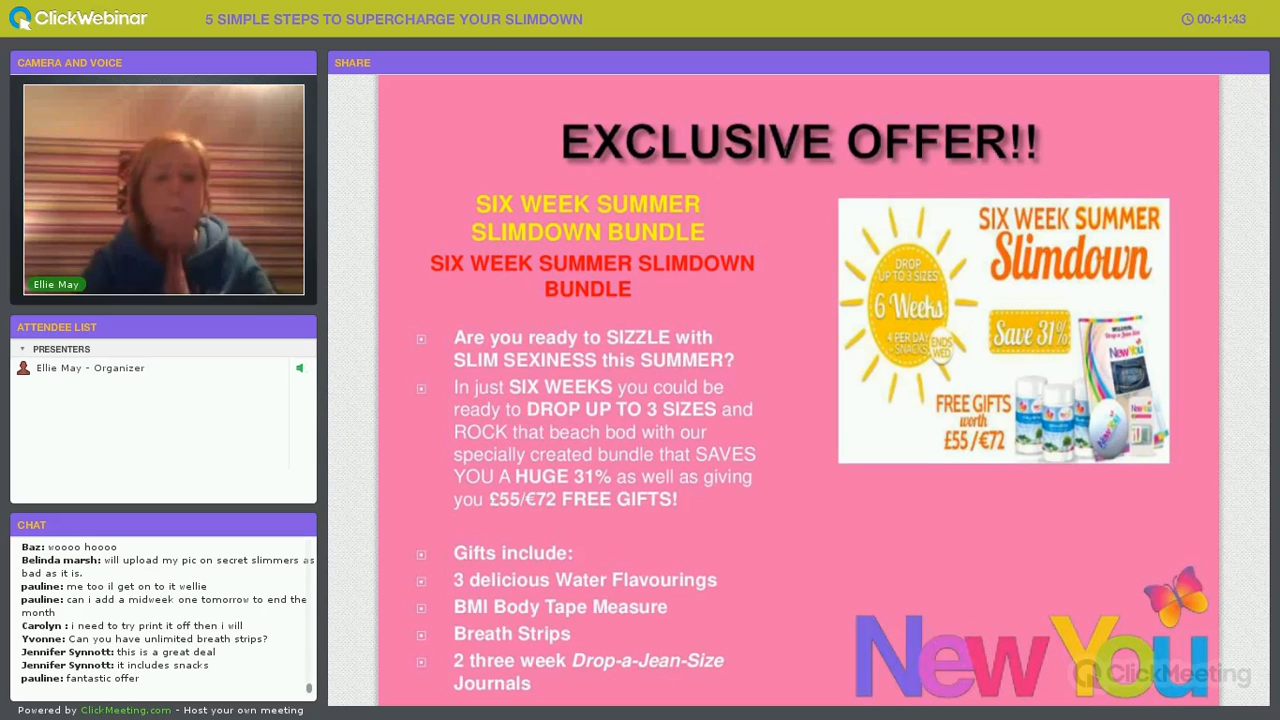 ClickWebinar
5 SIMPLE STEPS TO SUPERCHARGE YOUR SLIMDOWN
00:41:43
CAMERA AND VOICE
Ellie May
ATTENDEE LIST
PRESENTERS
Ellie May - Organizer
CHAT
Baz: woooo hoooo
Belinda marsh: will upload my pic on secret slimmers as
bad as it is.
pauline: me too il get on to it wellie
pauline: can i add a midweek one tomorrow to end the
month
Carolyn : i need to try print it off then i will
Yvonne: Can you have unlimited breath strips?
Jennifer Synnott: this is a great deal
Jennifer Synnott: it includes snacks
pauline: fantastic offer
Powered by ClickMeeting.com - Host your own meeting
SHARE
EXCLUSIVE OFFER!!
SIX WEEK SUMMER
SLIMDOWN BUNDLE
SIX WEEK SUMMER SLIMDOWN
BUNDLE
Are you ready to SIZZLE with
SLIM SEXINESS this SUMMER?
In just SIX WEEKS you could be
ready to DROP UP TO 3 SIZES and
ROCK that beach bod with our
specially created bundle that SAVES
YOU A HUGE 31% as well as giving
you £55/€72 FREE GIFTS!
Gifts include:
3 delicious Water Flavourings
BMI Body Tape Measure
Breath Strips
2 three week Drop-a-Jean-Size
Journals
SIX WEEK SUMMER
Slimdown
DROP
UP TO 3 SIZES
6 Weeks
4 PER DAY
+ SNACKS
ENDS
WED
Save 31%
FREE GIFTS
worth
£55/€72
NewYou
NewYou
ClickMeeting